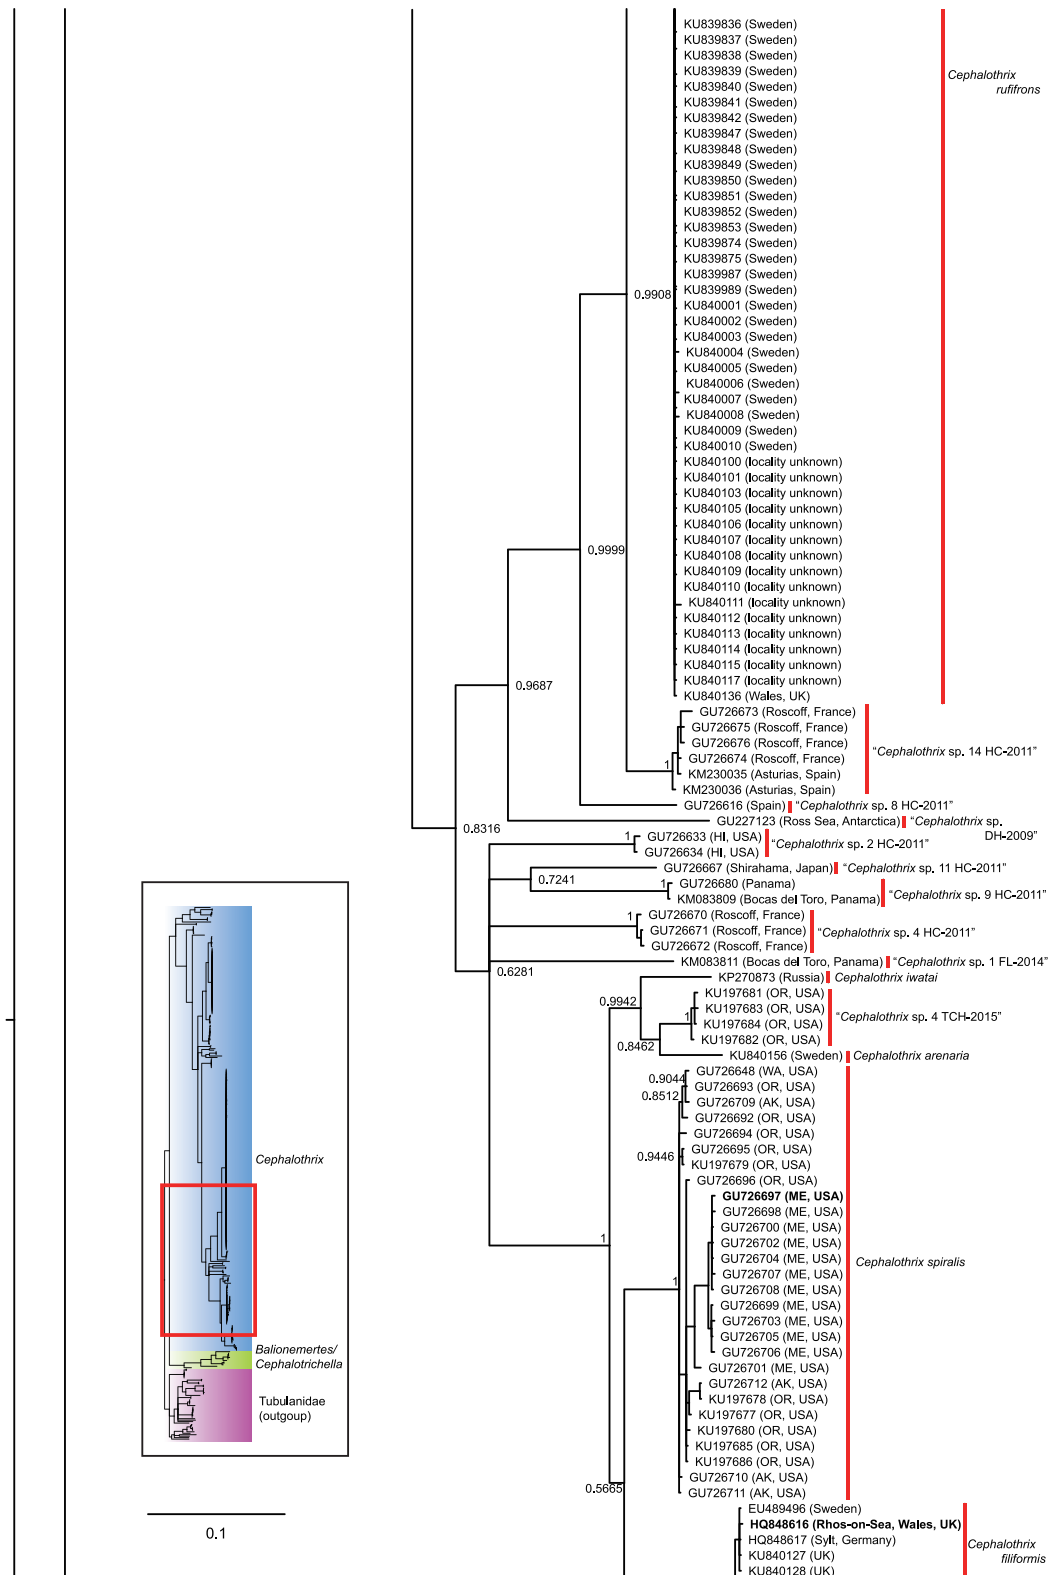 KU839836 (Sweden)
KU839837 (Sweden)
KU839838 (Sweden)
KU839839 (Sweden)
KU839840 (Sweden)
KU839841 (Sweden)
KU839842 (Sweden)
KU839847 (Sweden)
KU839848 (Sweden)
KU839849 (Sweden)
KU839850 (Sweden)
KU839851 (Sweden)
KU839852 (Sweden)
KU839853 (Sweden)
KU839874 (Sweden)
KU839875 (Sweden)
KU839987 (Sweden)
KU839989 (Sweden)
KU840001 (Sweden)
KU840002 (Sweden)
KU840003 (Sweden)
KU840004 (Sweden)
KU840005 (Sweden)
KU840006 (Sweden)
KU840007 (Sweden)
KU840008 (Sweden)
KU840009 (Sweden)
KU840010 (Sweden)
KU840100 (locality unknown)
KU840101 (locality unknown)
KU840103 (locality unknown)
KU840105 (locality unknown)
KU840106 (locality unknown)
KU840107 (locality unknown)
KU840108 (locality unknown)
KU840109 (locality unknown)
KU840110 (locality unknown)
KU840111 (locality unknown)
KU840112 (locality unknown)
KU840113 (locality unknown)
KU840114 (locality unknown)
KU840115 (locality unknown)
KU840117 (locality unknown)
KU840136 (Wales, UK)
Cephalothrix
rufifrons
0.9908
0.9999
0.9687
0.8316
GU726673 (Roscoff, France)
GU726675 (Roscoff, France)
GU726676 (Roscoff, France)
GU726674 (Roscoff, France)
KM230035 (Asturias, Spain)
KM230036 (Asturias, Spain)
1
“Cephalothrix sp. 14 HC-2011”
GU726616 (Spain)
“Cephalothrix sp. 8 HC-2011”
GU227123 (Ross Sea, Antarctica)
“Cephalothrix sp.
DH-2009”
1
GU726633 (HI, USA)
GU726634 (HI, USA)
“Cephalothrix sp. 2 HC-2011”
GU726667 (Shirahama, Japan)
“Cephalothrix sp. 11 HC-2011”
0.7241
1
GU726680 (Panama)
KM083809 (Bocas del Toro, Panama)
“Cephalothrix sp. 9 HC-2011”
1
GU726670 (Roscoff, France)
GU726671 (Roscoff, France)
GU726672 (Roscoff, France)
“Cephalothrix sp. 4 HC-2011”
KM083811 (Bocas del Toro, Panama)
“Cephalothrix sp. 1 FL-2014”
0.6281
KP270873 (Russia)
Cephalothrix iwatai
0.9942
KU197681 (OR, USA)
KU197683 (OR, USA)
KU197684 (OR, USA)
KU197682 (OR, USA)
1
“Cephalothrix sp. 4 TCH-2015”
0.8462
KU840156 (Sweden)
Cephalothrix arenaria
GU726648 (WA, USA)
GU726693 (OR, USA)
GU726709 (AK, USA)
GU726692 (OR, USA)
GU726694 (OR, USA)
GU726695 (OR, USA)
KU197679 (OR, USA)
GU726696 (OR, USA)
GU726697 (ME, USA)
GU726698 (ME, USA)
GU726700 (ME, USA)
GU726702 (ME, USA)
GU726704 (ME, USA)
GU726707 (ME, USA)
GU726708 (ME, USA)
GU726699 (ME, USA)
GU726703 (ME, USA)
GU726705 (ME, USA)
GU726706 (ME, USA)
GU726701 (ME, USA)
GU726712 (AK, USA)
KU197678 (OR, USA)
KU197677 (OR, USA)
KU197680 (OR, USA)
KU197685 (OR, USA)
KU197686 (OR, USA)
GU726710 (AK, USA)
GU726711 (AK, USA)
0.9044
0.8512
0.9446
1
1
Cephalothrix spiralis
0.5665
EU489496 (Sweden)
HQ848616 (Rhos-on-Sea, Wales, UK)
HQ848617 (Sylt, Germany)
KU840127 (UK)
KU840128 (UK)
Cephalothrix
filiformis
Cephalothrix
Balionemertes/
Cephalotrichella
Tubulanidae
(outgoup)
0.1